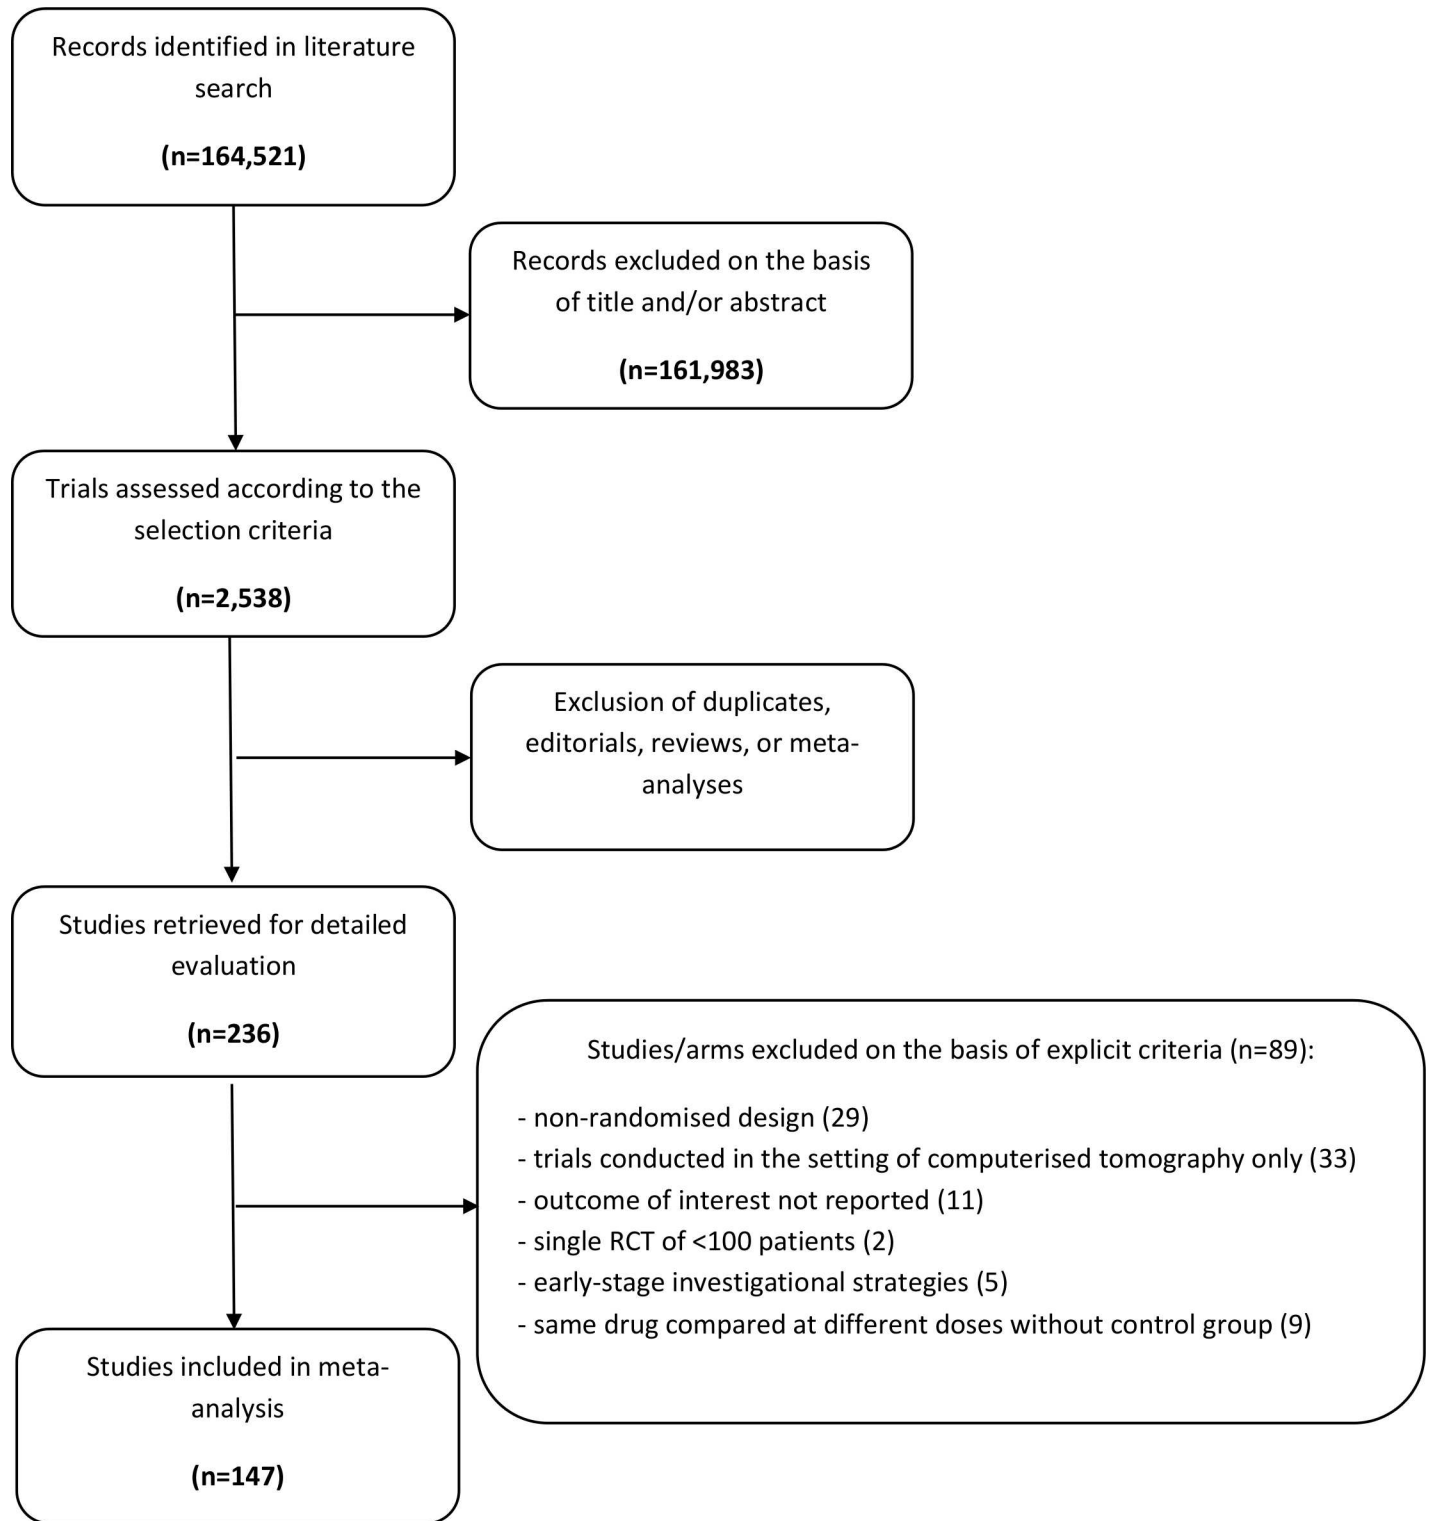 Records identified in literature
search
(n=164,521)
Records excluded on the basis
of title and/or abstract
(n=161,983)
Trials assessed according to the
selection criteria
(n=2,538)
Exclusion of duplicates,
editorials, reviews, or meta-
analyses
Studies retrieved for detailed
evaluation
(n=236)
Studies/arms excluded on the basis of explicit criteria (n=89):
- non-randomised design (29)
- trials conducted in the setting of computerised tomography only (33)
- outcome of interest not reported (11)
- single RCT of <100 patients (2)
- early-stage investigational strategies (5)
- same drug compared at different doses without control group (9)
Studies included in meta-
analysis
(n=147)